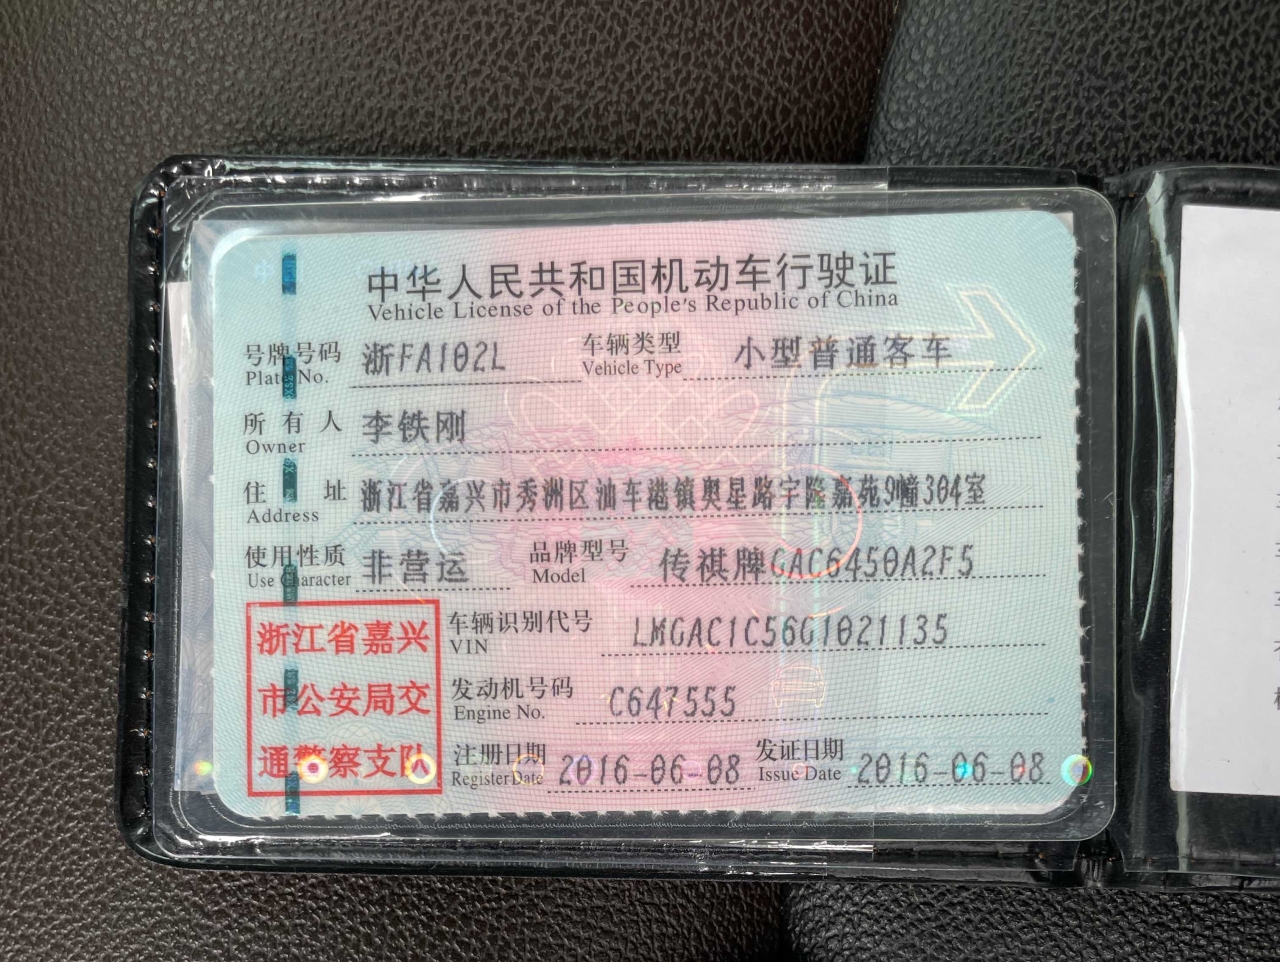 中华人民共和国机动车行驶证
Vehicle License of the People's Republic of China
号牌号码 浙FA102L 车辆类型 小型普通客车
Plate No. Vehicle Type
所有人 李铁刚
Owner
住址 浙江省嘉兴市秀洲区油车港镇奥星路宇隆嘉苑9幢304室
Address
使用性质 非营运 品牌型号 传祺牌GAC6450A2F5
Use Character Model
浙江省嘉兴
市公安局交
通警察支队
车辆识别代号 LMGAC1C56G1021135
VIN
发动机号码 C647555
Engine No.
注册日期 2016-06-08 发证日期 2016-06-08
Register Date Issue Date